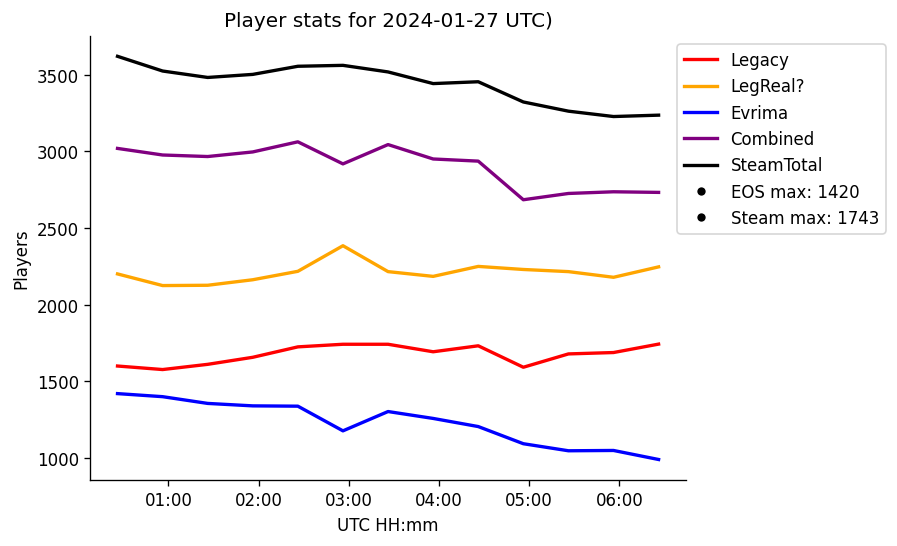 Player stats for 2024-01-27 UTC)
Legacy
LegReal?
Evrima
Combined
SteamTotal
EOS max: 1420
Steam max: 1743
Players
3500
3000
2500
2000
1500
1000
01:00 02:00 03:00 04:00 05:00 06:00
UTC HH:mm